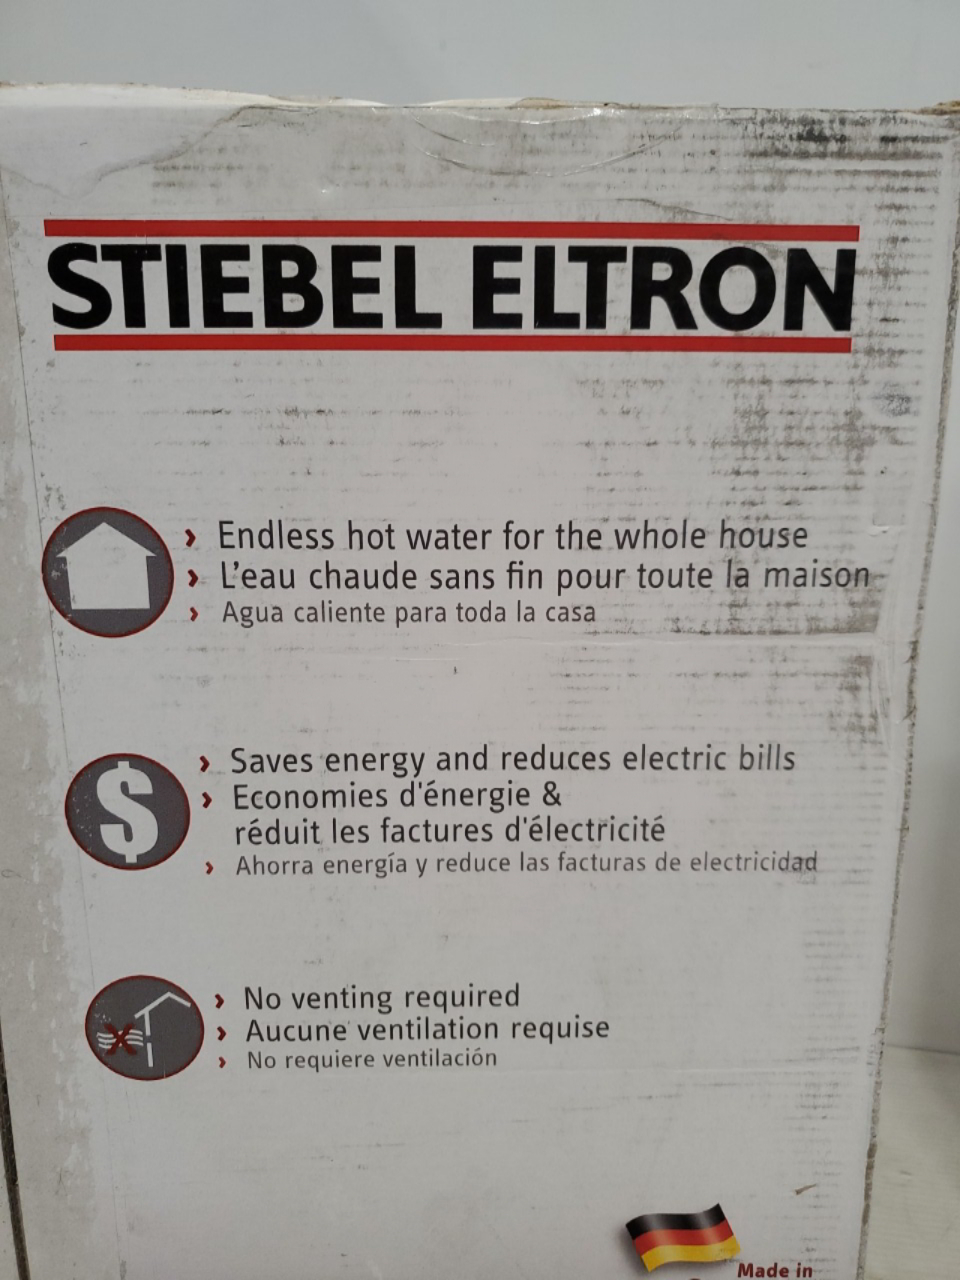 STIEBEL ELTRON
› Endless hot water for the whole house
› L'eau chaude sans fin pour toute la maison
› Agua caliente para toda la casa
$
› Saves energy and reduces electric bills
› Economies d'énergie &
réduit les factures d'électricité
› Ahorra energía y reduce las facturas de electricidad
› No venting required
› Aucune ventilation requise
› No requiere ventilación
Made in